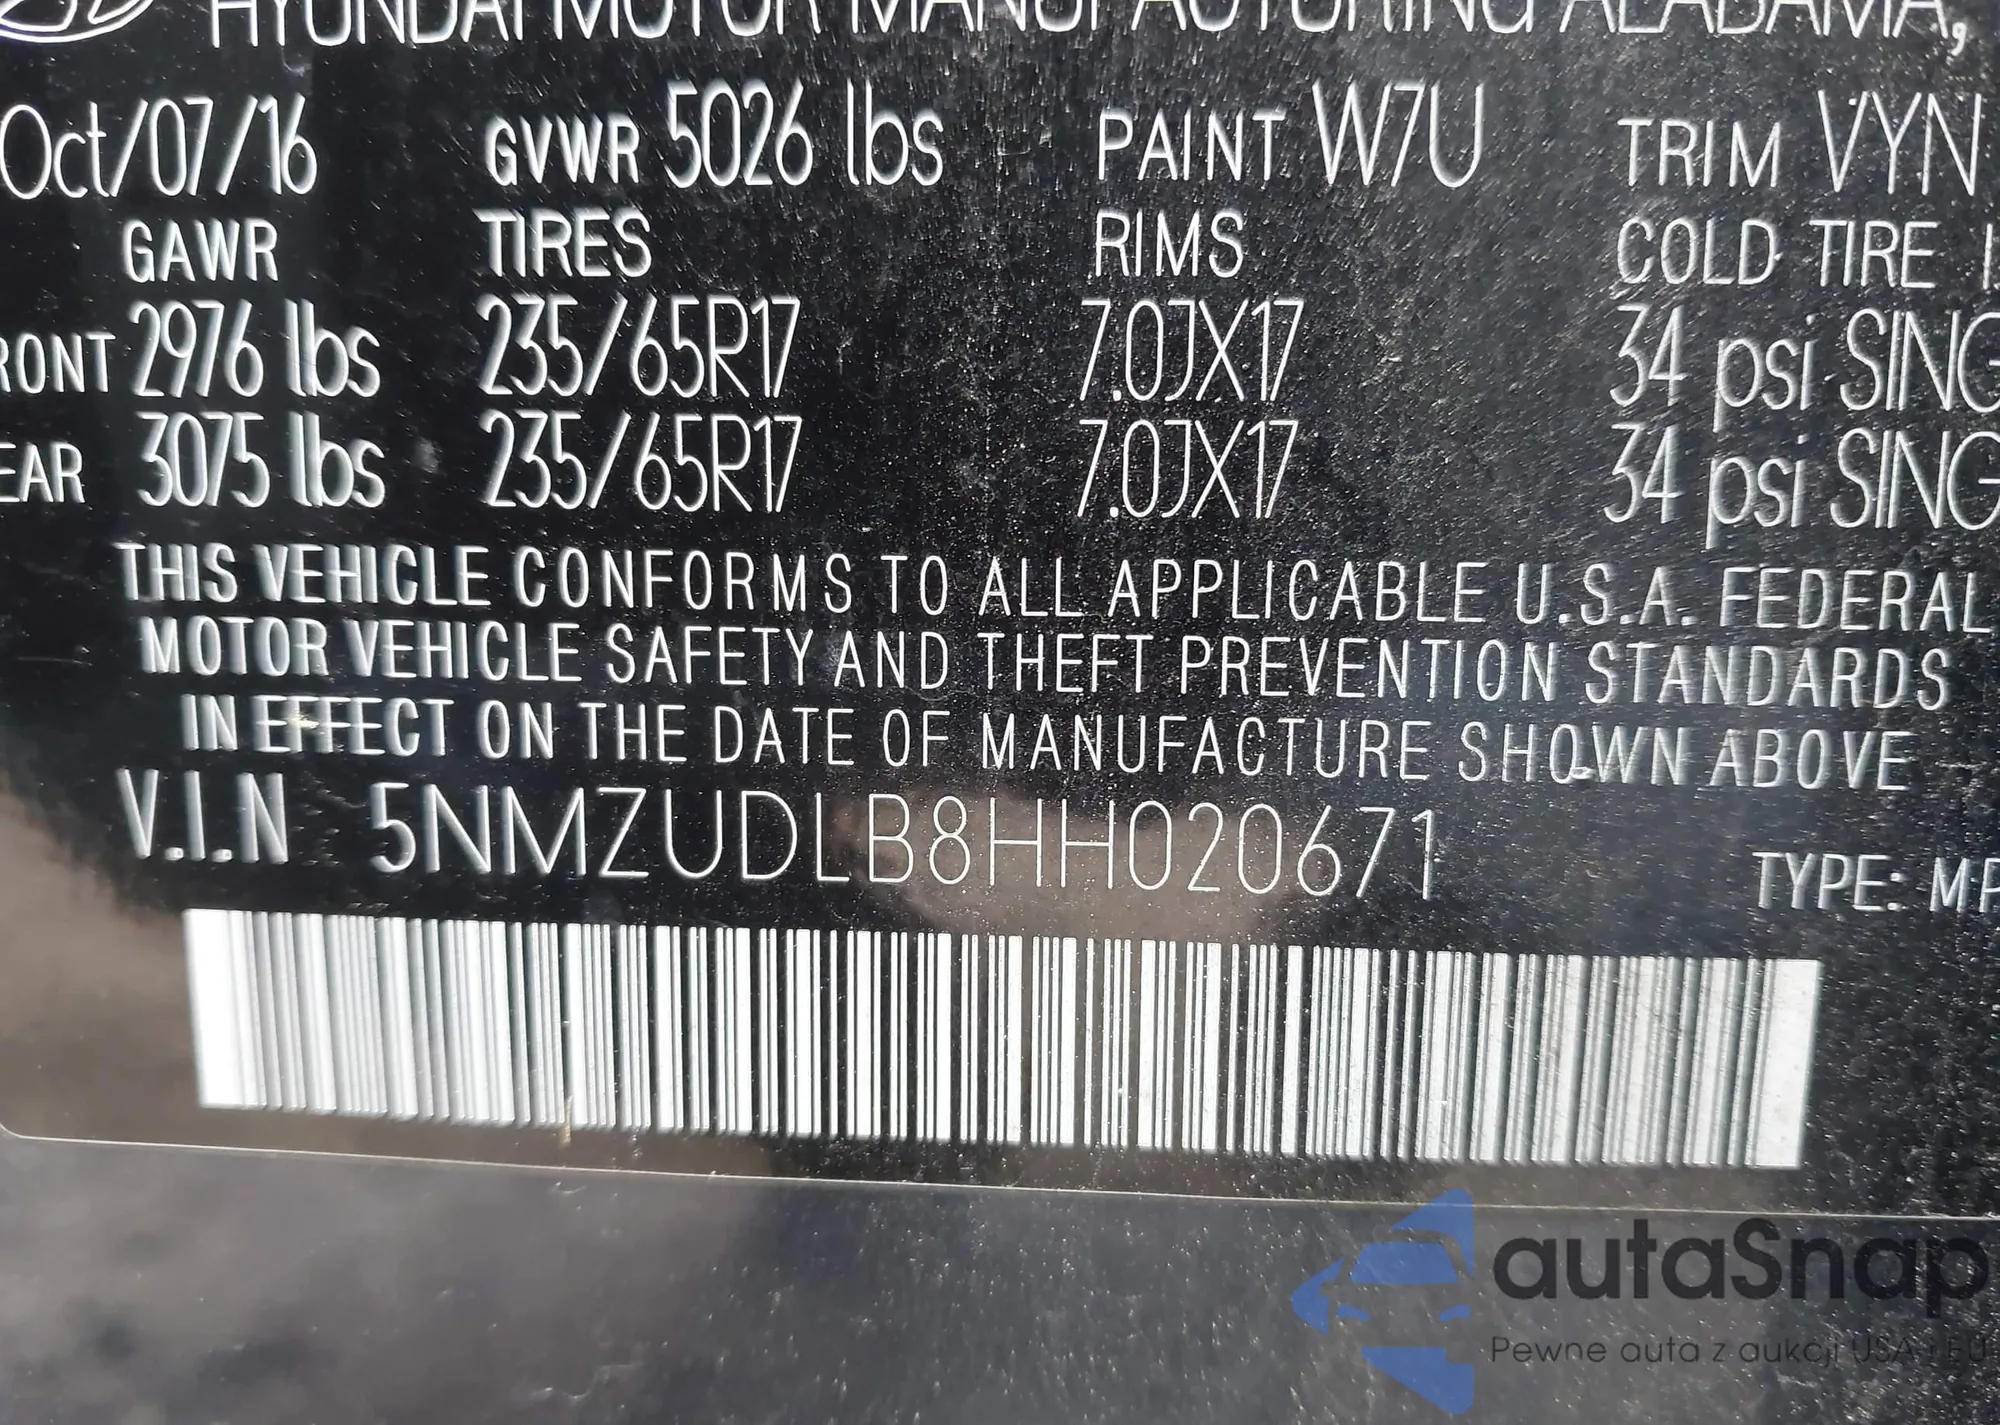 HYUNDAI MOTOR MANUFACTURING ALABAMA,
Oct/07/16 GVWR 5026 lbs PAINT W7U TRIM VYN
GAWR TIRES RIMS COLD TIRE
RONT 2976 lbs 235/65R17 7.0JX17 34 psi SING
EAR 3075 lbs 235/65R17 7.0JX17 34 psi SING
THIS VEHICLE CONFORMS TO ALL APPLICABLE U.S.A. FEDERAL
MOTOR VEHICLE SAFETY AND THEFT PREVENTION STANDARDS
IN EFFECT ON THE DATE OF MANUFACTURE SHOWN ABOVE
V.I.N 5NMZUDLB8HH020671
TYPE: MP
autaSnap
Pewne auta z aukcji USA i EU